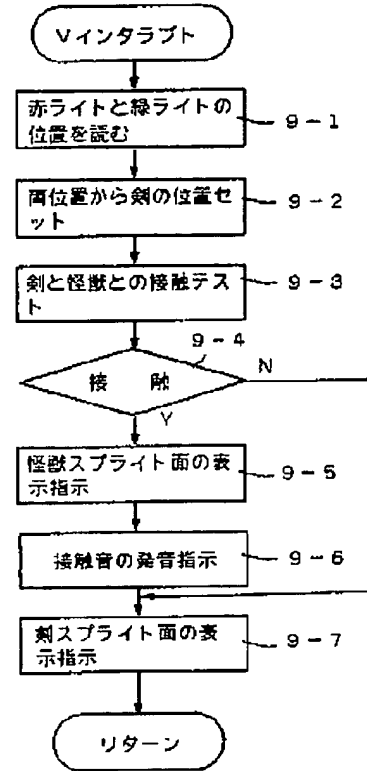 Vインタラプト
赤ライトと緑ライトの
位置を読む
9-1
両位置から剣の位置セ
ット
9-2
剣と怪獣との接触テス
ト
9-3
9-4
接 触
N
Y
怪獣スプライト面の表
示指示
9-5
接触音の発音指示
9-6
剣スプライト面の表
示指示
9-7
リターン